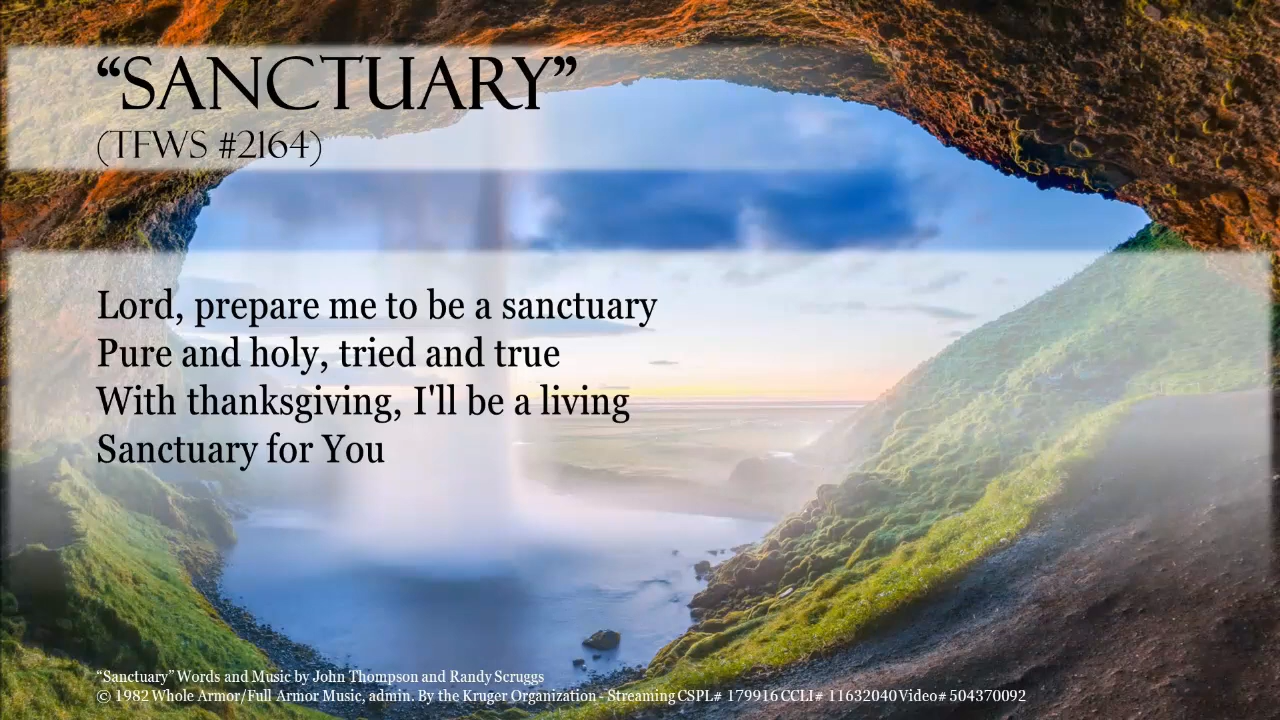 “SANCTUARY”
(TFWS #2164)
Lord, prepare me to be a sanctuary
Pure and holy, tried and true
With thanksgiving, I'll be a living
Sanctuary for You
“Sanctuary” Words and Music by John Thompson and Randy Scruggs
© 1982 Whole Armor/Full Armor Music, admin. By the Kruger Organization - Streaming CSPL# 179916 CCLI# 11632040 Video# 504370092